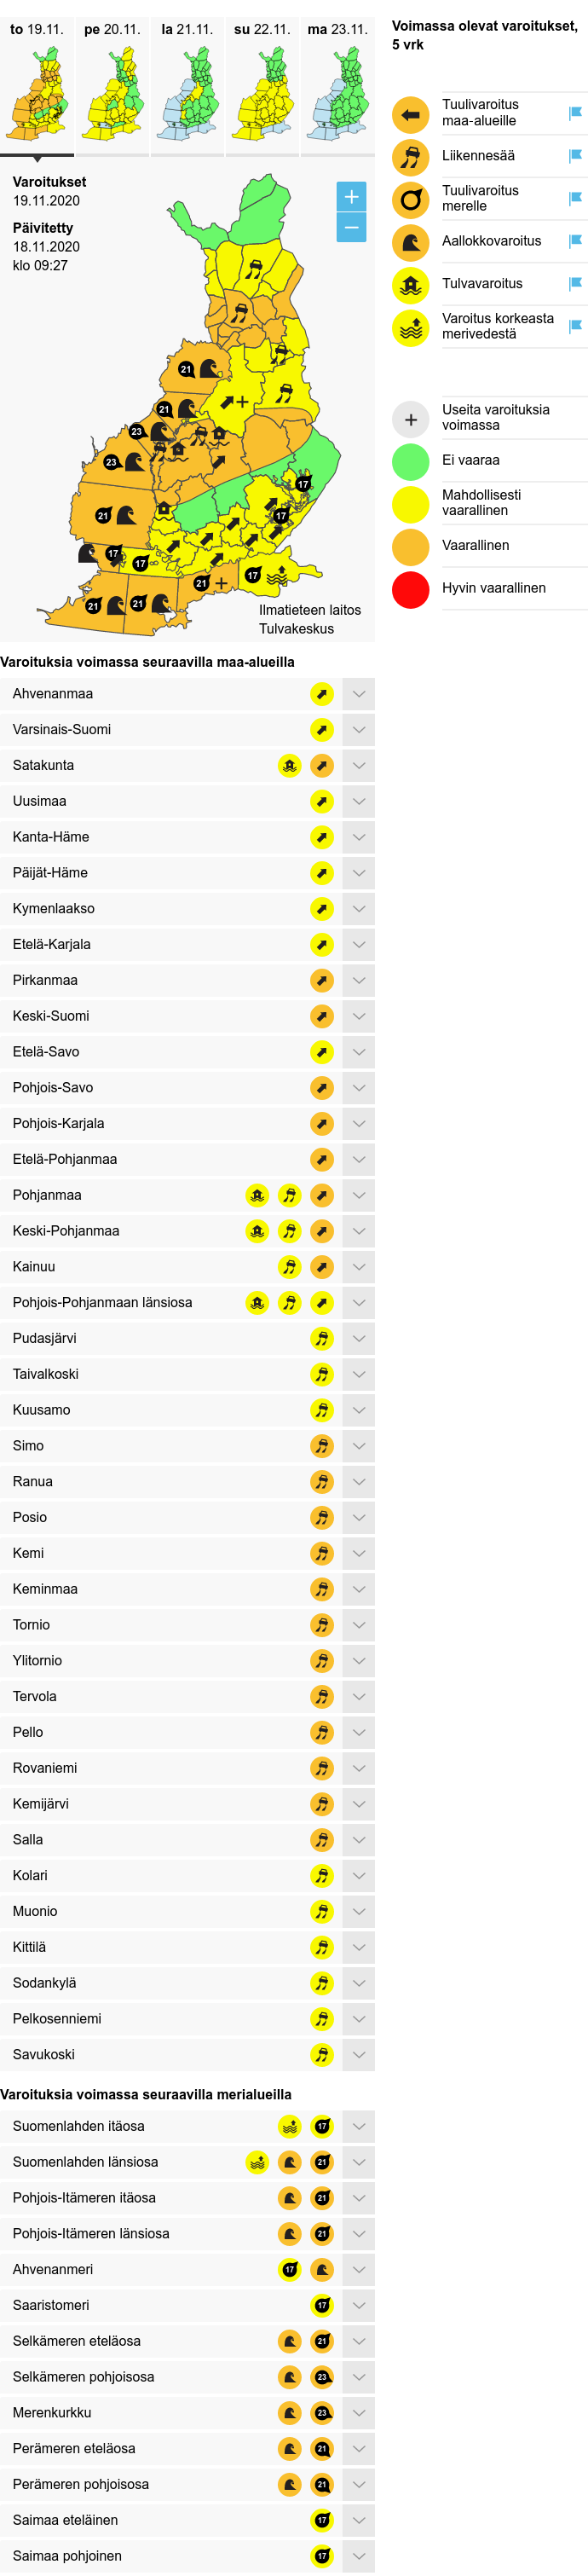 to 19.11.
pe 20.11.
la 21.11.
su 22.11.
ma 23.11.
Varoitukset
19.11.2020
Päivitetty
18.11.2020
klo 09:27
+
−
21
21
+
23
23
17
21
17
17
17
21
+
17
21
21
Ilmatieteen laitos
Tulvakeskus
Voimassa olevat varoitukset,
5 vrk
Tuulivaroitus
maa-alueille
Liikennesää
Tuulivaroitus
merelle
Aallokkovaroitus
Tulvavaroitus
Varoitus korkeasta
merivedestä
+
Useita varoituksia
voimassa
Ei vaaraa
Mahdollisesti
vaarallinen
Vaarallinen
Hyvin vaarallinen
Varoituksia voimassa seuraavilla maa-alueilla
Ahvenanmaa
Varsinais-Suomi
Satakunta
Uusimaa
Kanta-Häme
Päijät-Häme
Kymenlaakso
Etelä-Karjala
Pirkanmaa
Keski-Suomi
Etelä-Savo
Pohjois-Savo
Pohjois-Karjala
Etelä-Pohjanmaa
Pohjanmaa
Keski-Pohjanmaa
Kainuu
Pohjois-Pohjanmaan länsiosa
Pudasjärvi
Taivalkoski
Kuusamo
Simo
Ranua
Posio
Kemi
Keminmaa
Tornio
Ylitornio
Tervola
Pello
Rovaniemi
Kemijärvi
Salla
Kolari
Muonio
Kittilä
Sodankylä
Pelkosenniemi
Savukoski
Varoituksia voimassa seuraavilla merialueilla
Suomenlahden itäosa 17
Suomenlahden länsiosa 21
Pohjois-Itämeren itäosa 21
Pohjois-Itämeren länsiosa 21
Ahvenanmeri 17
Saaristomeri 17
Selkämeren eteläosa 21
Selkämeren pohjoisosa 23
Merenkurkku 23
Perämeren eteläosa 21
Perämeren pohjoisosa 21
Saimaa eteläinen 17
Saimaa pohjoinen 17